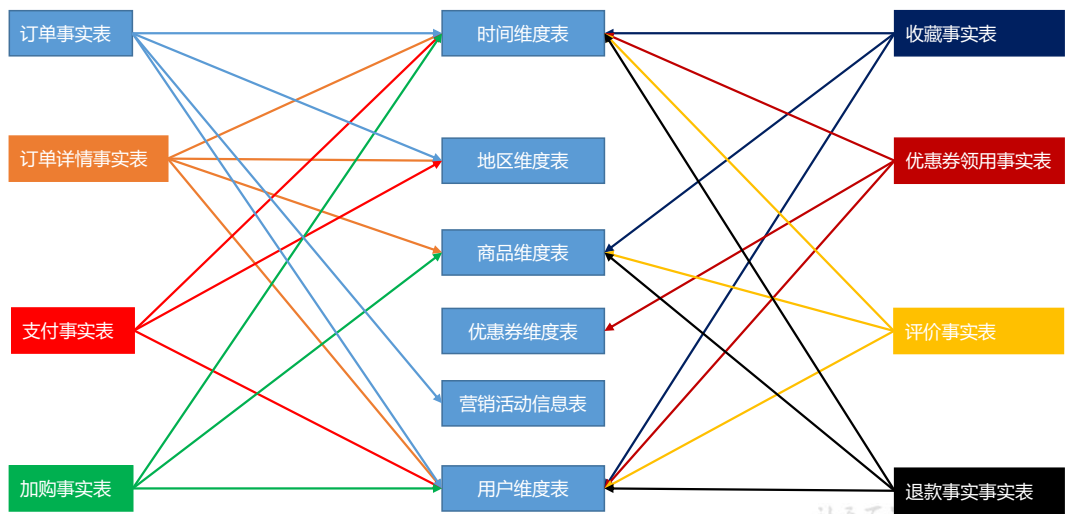 订单事实表
时间维度表
收藏事实表
订单详情事实表
地区维度表
优惠券领用事实表
商品维度表
支付事实表
优惠券维度表
评价事实表
营销活动信息表
加购事实表
用户维度表
退款事实事实表